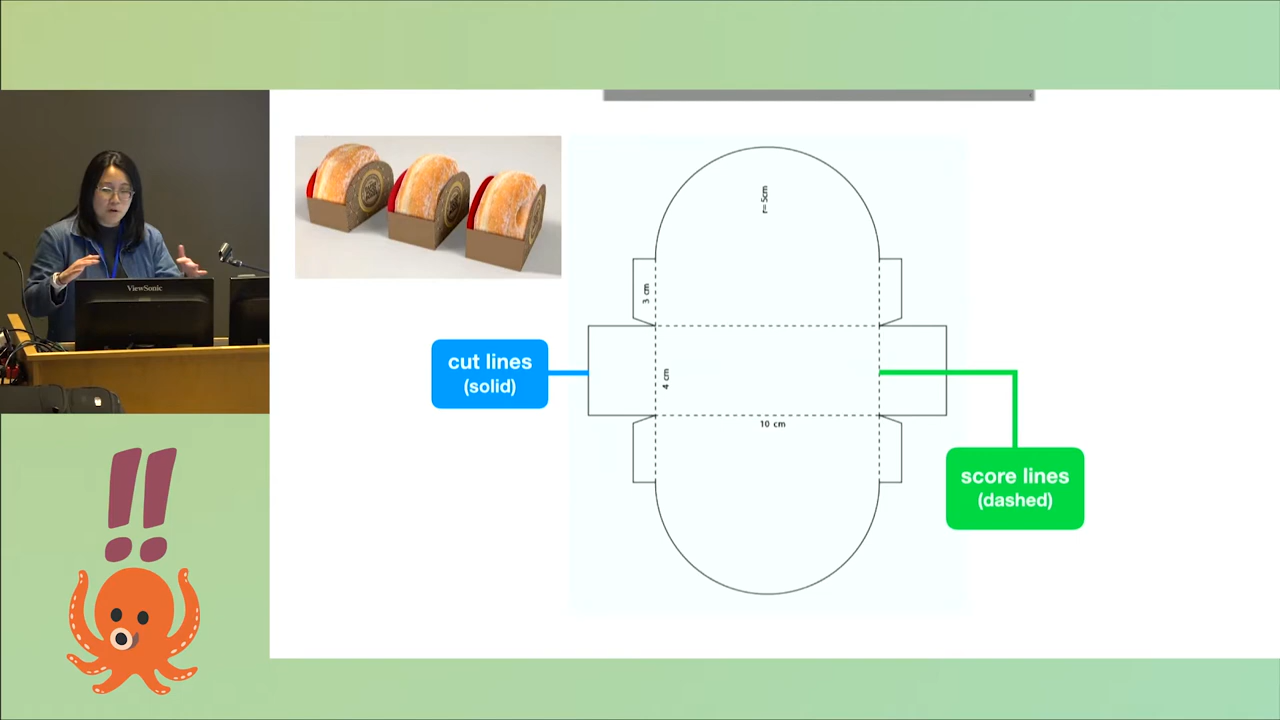 ViewSonic
r= 5cm
3 cm
4 cm
10 cm
cut lines
(solid)
score lines
(dashed)
!!